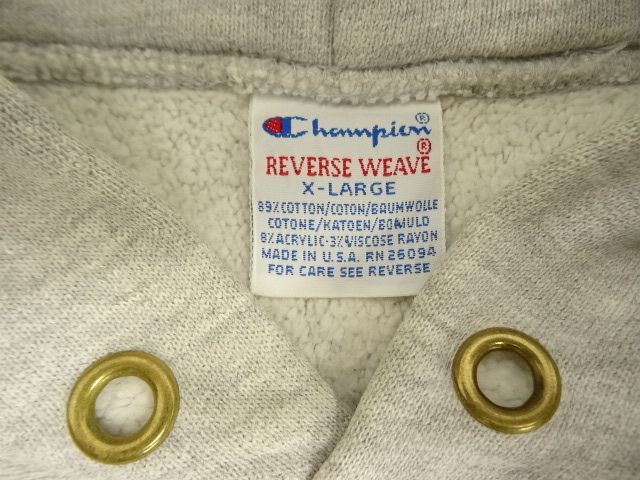 Champion®
REVERSE WEAVE®
X-LARGE
89% COTTON/COTON/BAUMWOLLE
COTONE/KATOEN/BOMULD
8% ACRYLIC·3% VISCOSE RAYON
MADE IN U.S.A. RN 26094
FOR CARE SEE REVERSE